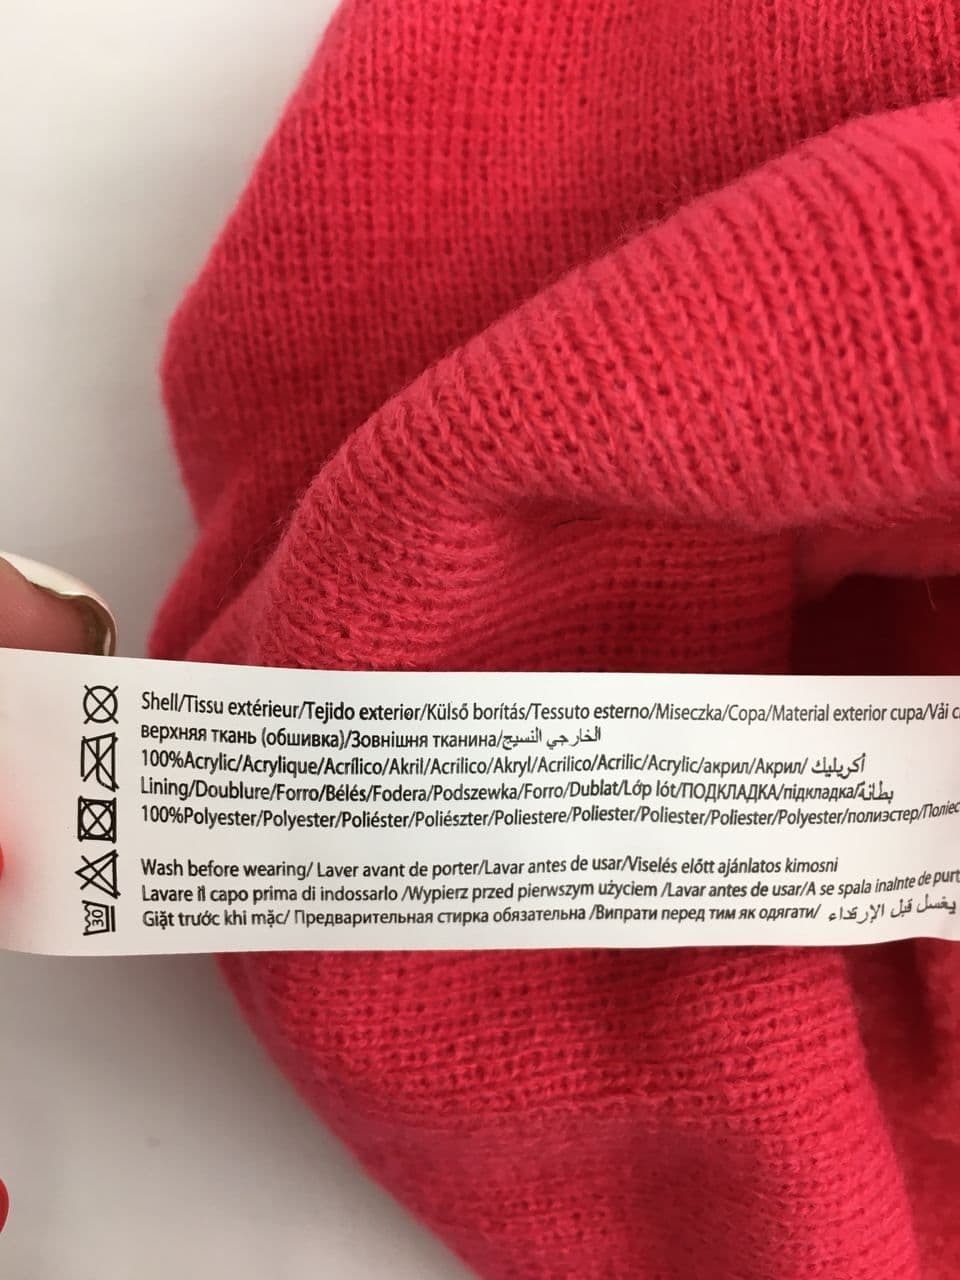 Shell/Tissu extérieur/Tejido exterior/Külső borítás/Tessuto esterno/Miseczka/Copa/Material exterior cupa/Vải
верхняя ткань (обшивка)/Зовнішня тканина/الخارجي النسيج
100%Acrylic/Acrylique/Acrílico/Akril/Acrilico/Akryl/Acrílico/Acrilic/Acrylic/акрил/Акрил/ أكريليك
Lining/Doublure/Forro/Bélés/Fodera/Podszewka/Forro/Dublat/Lớp lót/ПОДКЛАДКА/підкладка/بطانة
100%Polyester/Polyester/Poliéster/Poliészter/Poliestere/Poliester/Poliester/Poliester/Polyester/полиэстер/Поліес
Wash before wearing/ Laver avant de porter/Lavar antes de usar/Viselés előtt ajánlatos kimosni
Lavare il capo prima di indossarlo /Wypierz przed pierwszym użyciem /Lavar antes de usar/A se spala inainte de purt
Giặt trước khi mặc/ Предварительная стирка обязательна /Випрати перед тим як одягати/ يغسل قبل الإرتداء
30